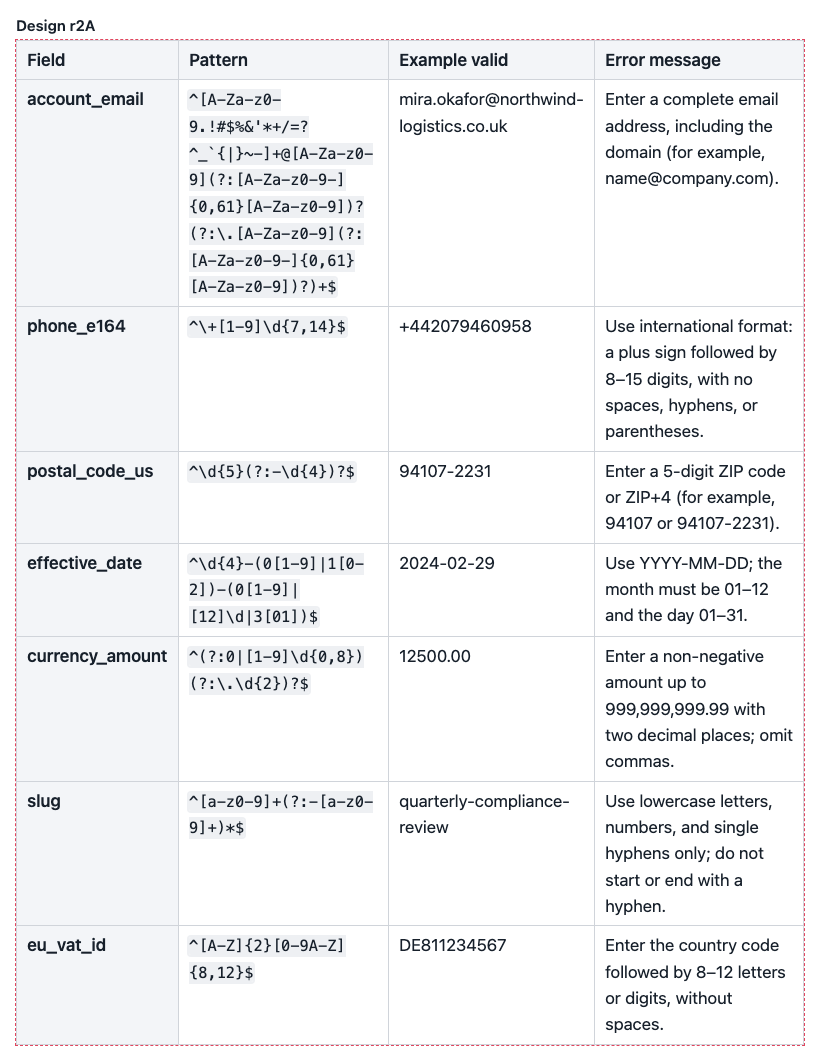 Design r2A
Field Pattern Example valid Error message
account_email
^[A-Za-z0-
9.!#$%&'*+/=?
^_`{|}~-]+@[A-Za-z0-
9](?:[A-Za-z0-9-]
{0,61}[A-Za-z0-9])?
(?:\.[A-Za-z0-9](?:
[A-Za-z0-9-]{0,61}
[A-Za-z0-9])?)+$
mira.okafor@northwind-
logistics.co.uk
Enter a complete email
address, including the
domain (for example,
name@company.com).
phone_e164
^\+[1-9]\d{7,14}$
+442079460958
Use international format:
a plus sign followed by
8–15 digits, with no
spaces, hyphens, or
parentheses.
postal_code_us
^\d{5}(?:-\d{4})?$
94107-2231
Enter a 5-digit ZIP code
or ZIP+4 (for example,
94107 or 94107-2231).
effective_date
^\d{4}-(0[1-9]|1[0-
2])-(0[1-9]|
[12]\d|3[01])$
2024-02-29
Use YYYY-MM-DD; the
month must be 01–12
and the day 01–31.
currency_amount
^(?:0|[1-9]\d{0,8})
(?:\.\d{2})?$
12500.00
Enter a non-negative
amount up to
999,999,999.99 with
two decimal places; omit
commas.
slug
^[a-z0-9]+(?:-[a-z0-
9]+)*$
quarterly-compliance-
review
Use lowercase letters,
numbers, and single
hyphens only; do not
start or end with a
hyphen.
eu_vat_id
^[A-Z]{2}[0-9A-Z]
{8,12}$
DE811234567
Enter the country code
followed by 8–12 letters
or digits, without
spaces.